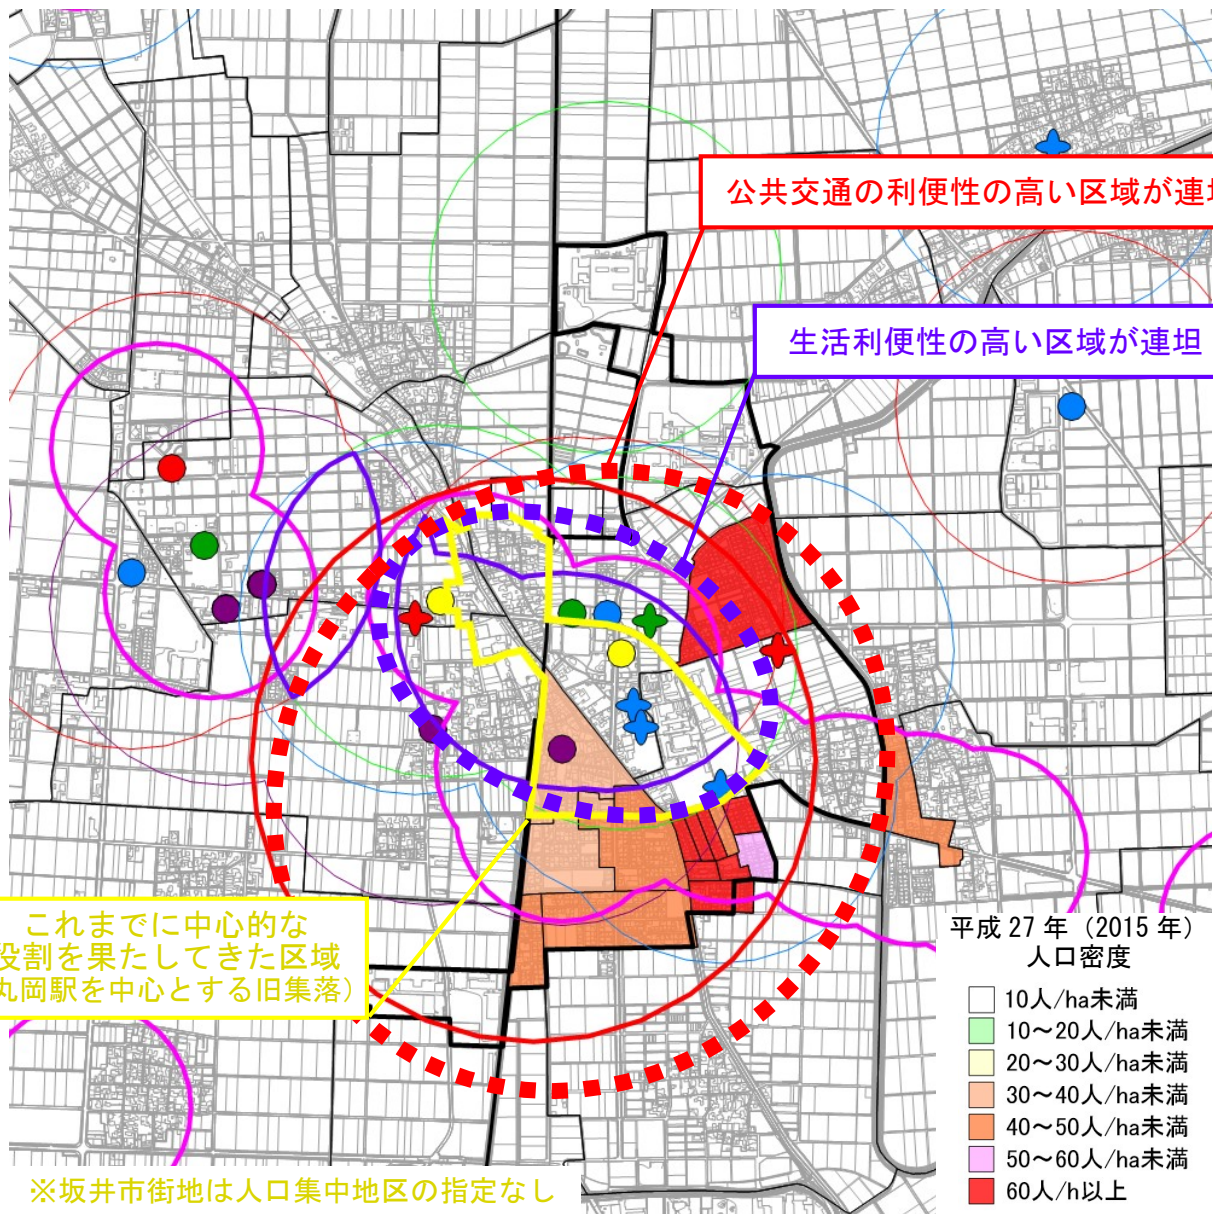 公共交通の利便性の高い区域が連
生活利便性の高い区域が連坦
これまでに中心的な
役割を果たしてきた区域
丸岡駅を中心とする旧集落）
平成27年（2015年）
人口密度
10人/ha未満
10～20人/ha未満
20～30人/ha未満
30～40人/ha未満
40～50人/ha未満
50～60人/ha未満
60人/h以上
※坂井市街地は人口集中地区の指定なし